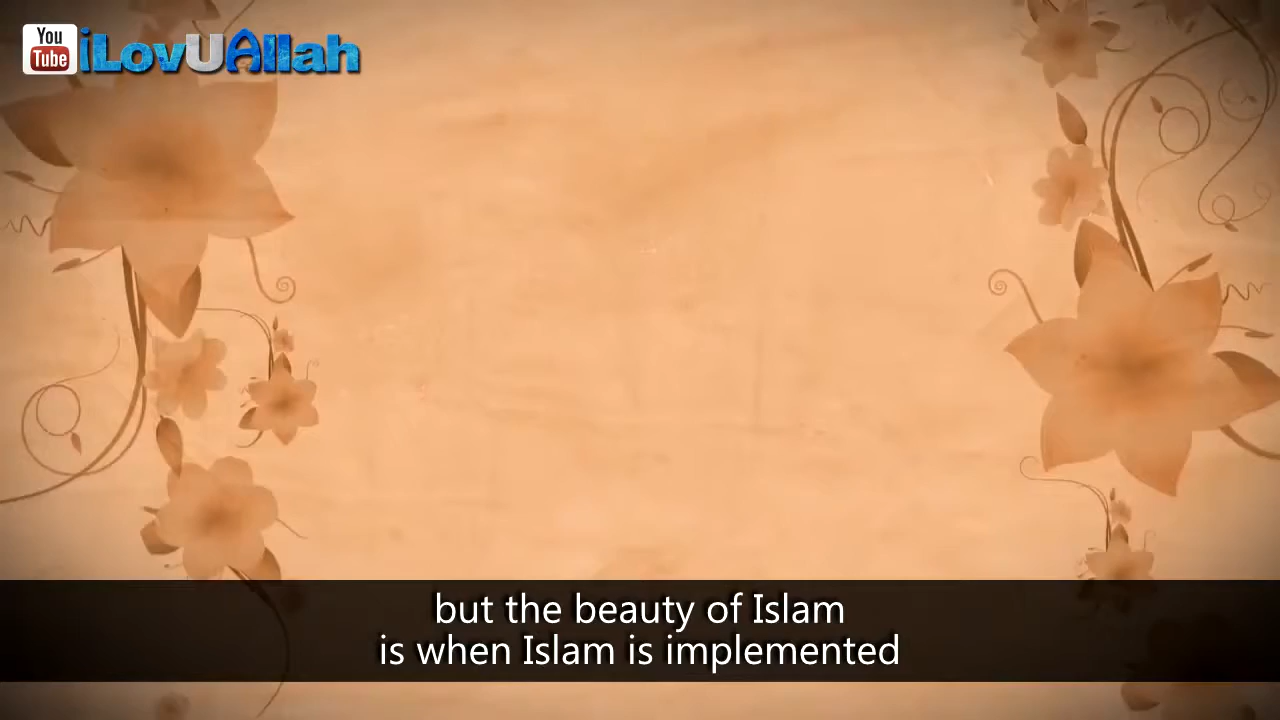 You
Tube
iLovUAllah
but the beauty of Islam
is when Islam is implemented